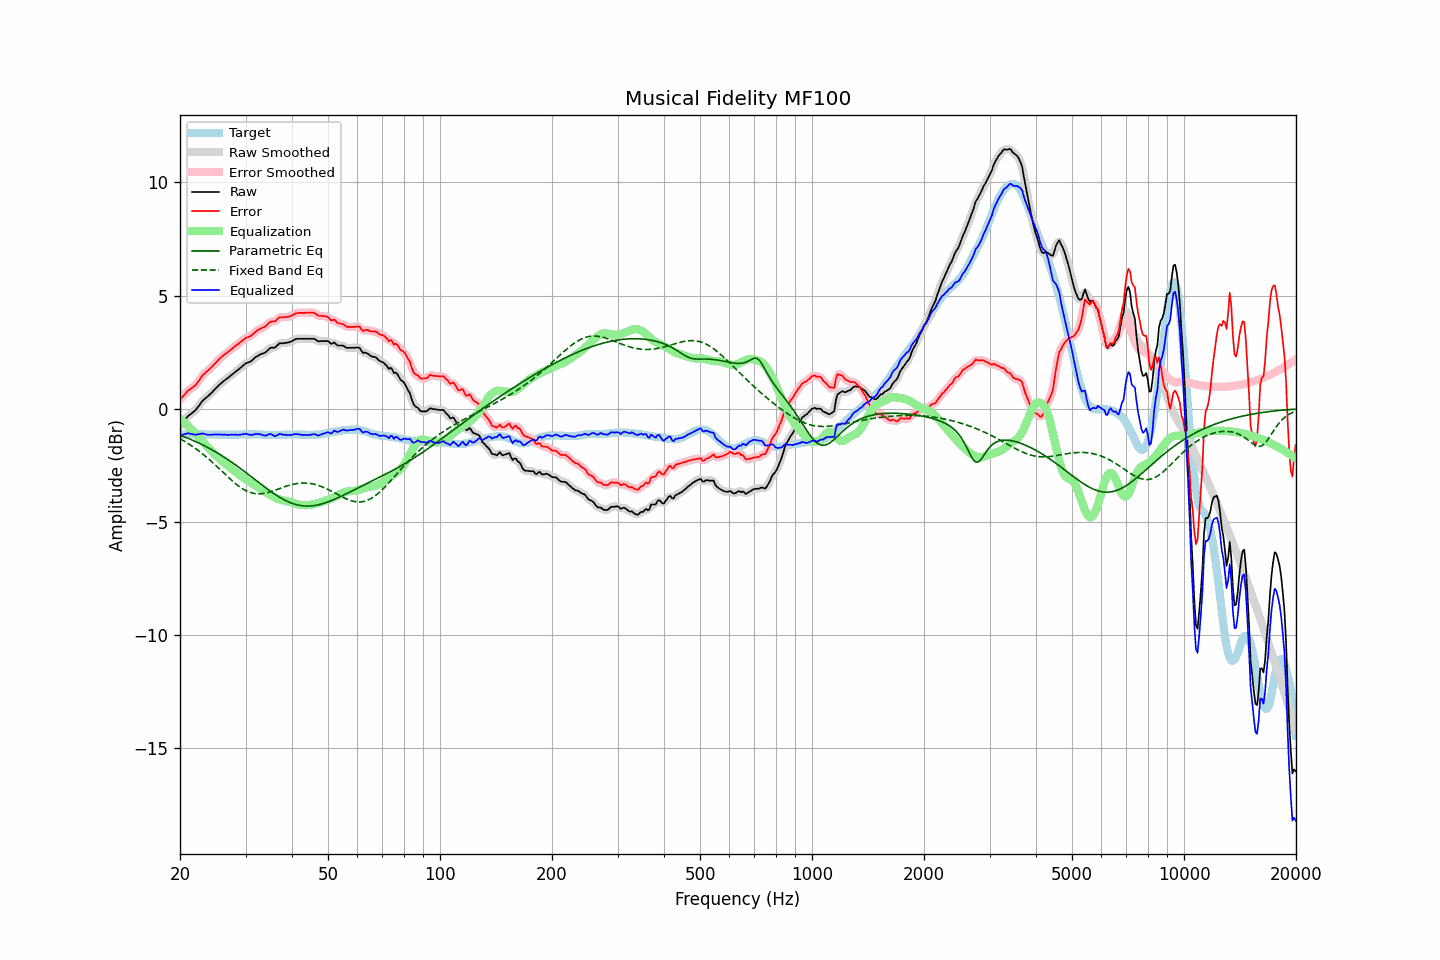 Musical Fidelity MF100
Target
Raw Smoothed
Error Smoothed
Raw
Error
Equalization
Parametric Eq
Fixed Band Eq
Equalized
10
5
0
−5
−10
−15
Amplitude (dBr)
20 50 100 200 500 1000 2000 5000 10000 20000
Frequency (Hz)